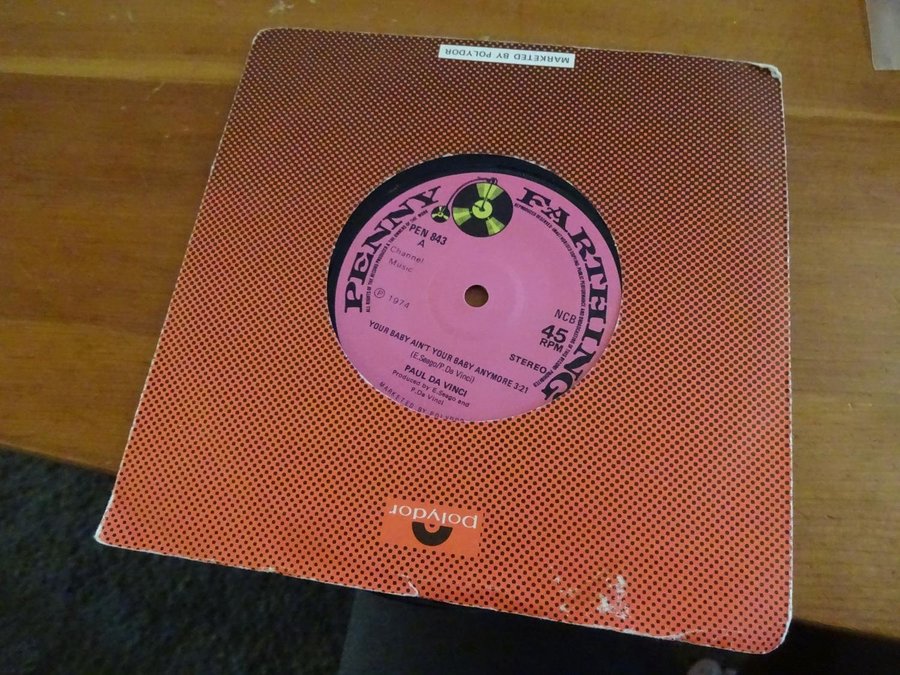 MARKETED BY POLYDOR
PENNY FARTHING
PEN 843
A
Channel
Music
℗ 1974
NCB
45
RPM
STEREO
YOUR BABY AIN'T YOUR BABY ANYMORE 3:21
(E.Seago/P.Da Vinci)
PAUL DA VINCI
Produced by E.Seago and
P.Da Vinci
MARKETED BY POLYDOR
polydor